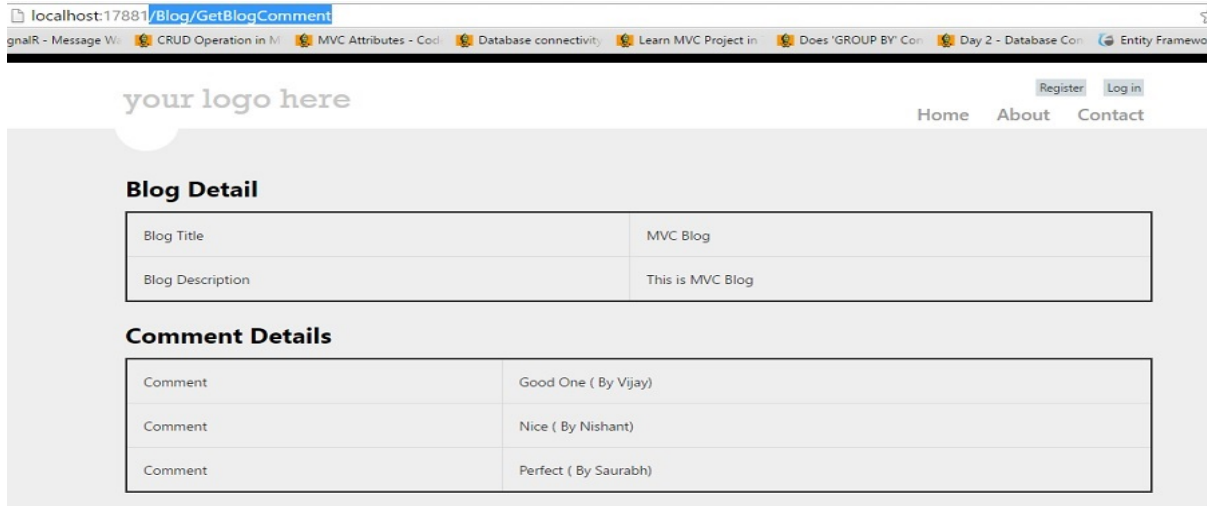 localhost:17881/Blog/GetBlogComment
gnalR - Message W CRUD Operation in M MVC Attributes - Cod Database connectivity Learn MVC Project in Does 'GROUP BY' Con Day 2 - Database Con Entity Framewo
your logo here
Register Log in
Home About Contact
Blog Detail
Blog Title MVC Blog
Blog Description This is MVC Blog
Comment Details
Comment Good One ( By Vijay)
Comment Nice ( By Nishant)
Comment Perfect ( By Saurabh)